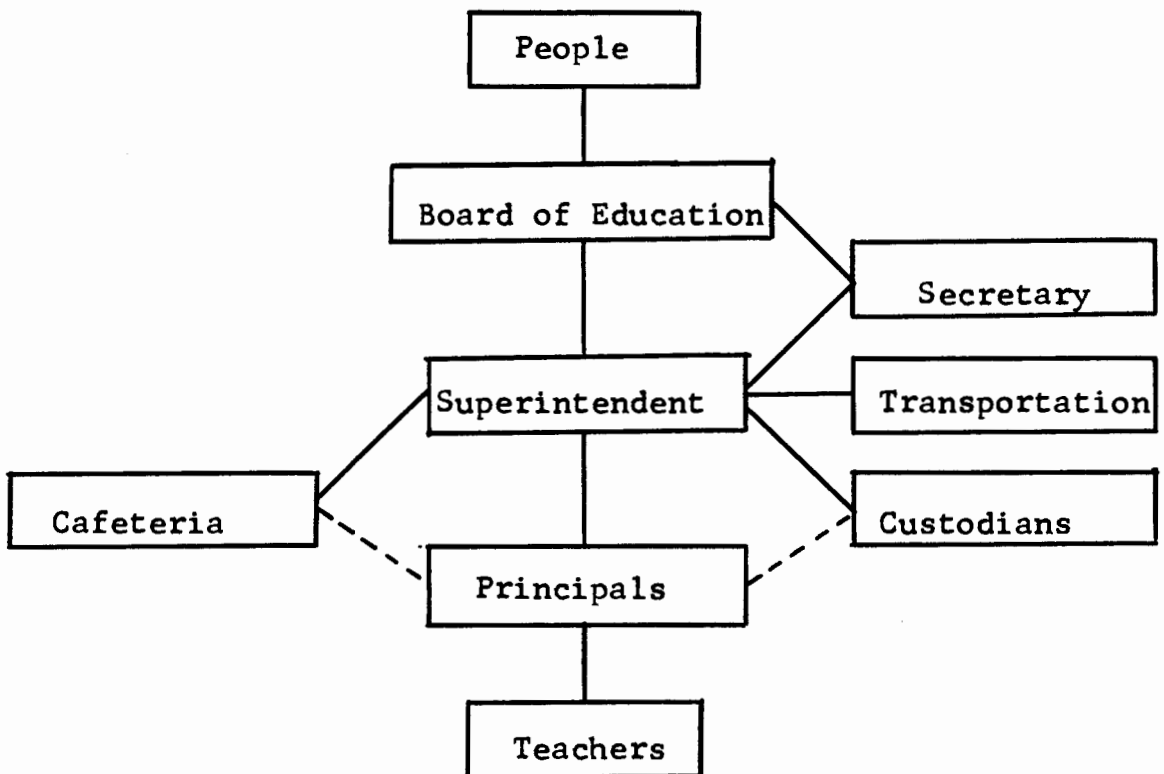 People
Board of Education
Secretary
Superintendent
Transportation
Cafeteria
Custodians
Principals
Teachers